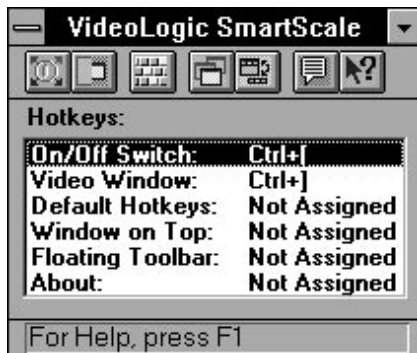 VideoLogic SmartScale
Hotkeys:
On/Off Switch: Ctrl+[
Video Window: Ctrl+]
Default Hotkeys: Not Assigned
Window on Top: Not Assigned
Floating Toolbar: Not Assigned
About: Not Assigned
For Help, press F1